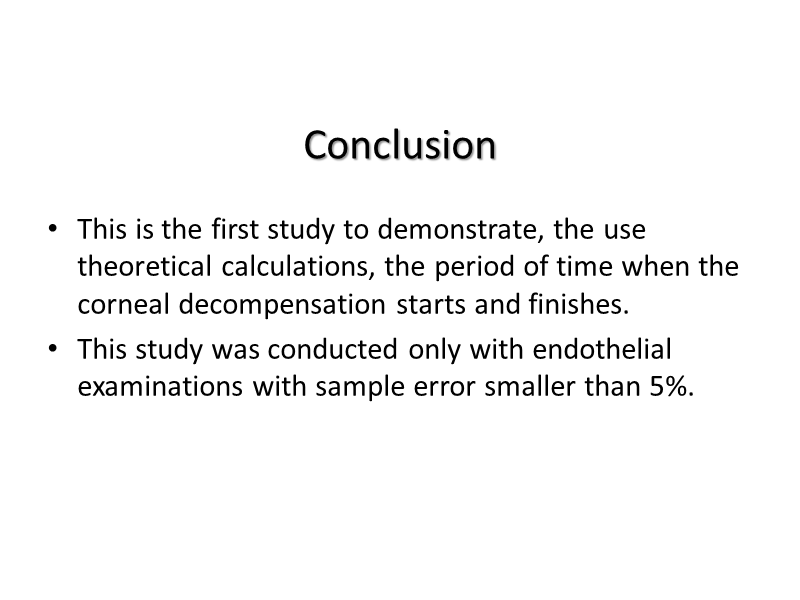 Conclusion
• This is the first study to demonstrate, the use
theoretical calculations, the period of time when the
corneal decompensation starts and finishes.
• This study was conducted only with endothelial
examinations with sample error smaller than 5%.